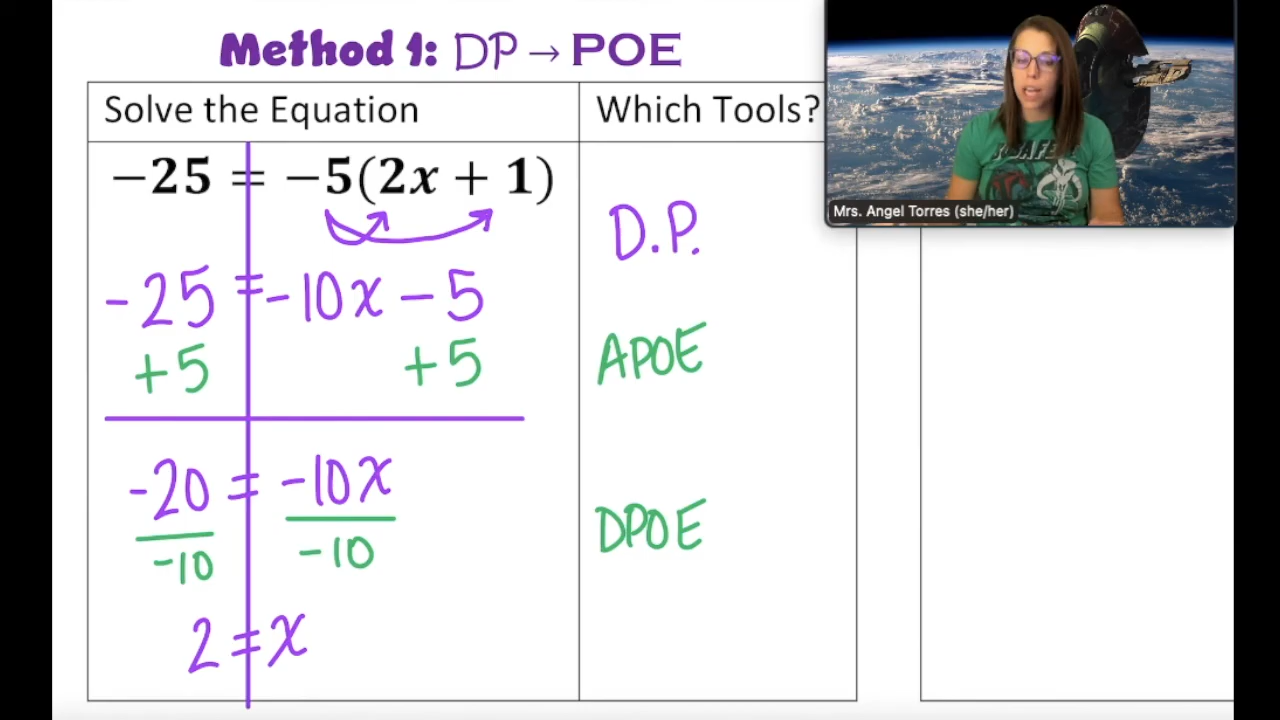 Method 1: DP → POE
Solve the Equation
Which Tools?
−25 = −5(2x + 1)
D.P.
-25 = -10x - 5
+5 +5
APOE
-20 = -10x
-10 -10
DPOE
2 = x
Mrs. Angel Torres (she/her)